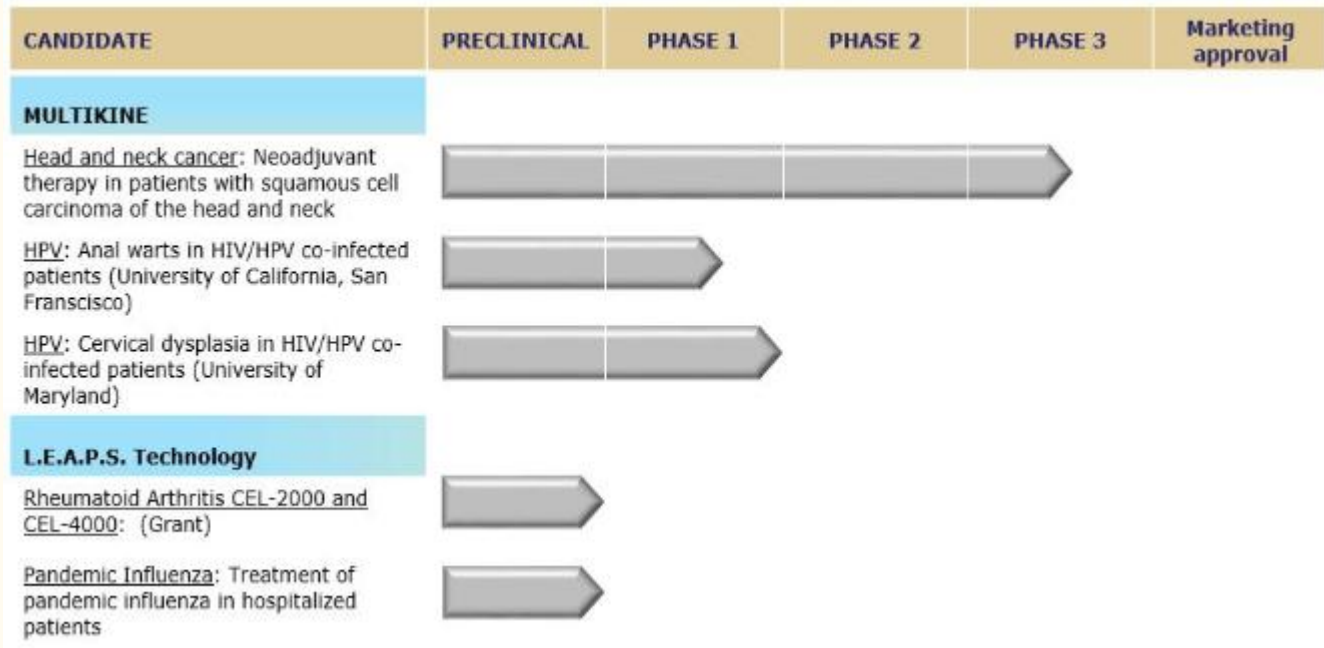 CANDIDATE
PRECLINICAL
PHASE 1
PHASE 2
PHASE 3
Marketing
approval
MULTIKINE
Head and neck cancer: Neoadjuvant
therapy in patients with squamous cell
carcinoma of the head and neck
HPV: Anal warts in HIV/HPV co-infected
patients (University of California, San
Franscisco)
HPV: Cervical dysplasia in HIV/HPV co-
infected patients (University of
Maryland)
L.E.A.P.S. Technology
Rheumatoid Arthritis CEL-2000 and
CEL-4000: (Grant)
Pandemic Influenza: Treatment of
pandemic influenza in hospitalized
patients